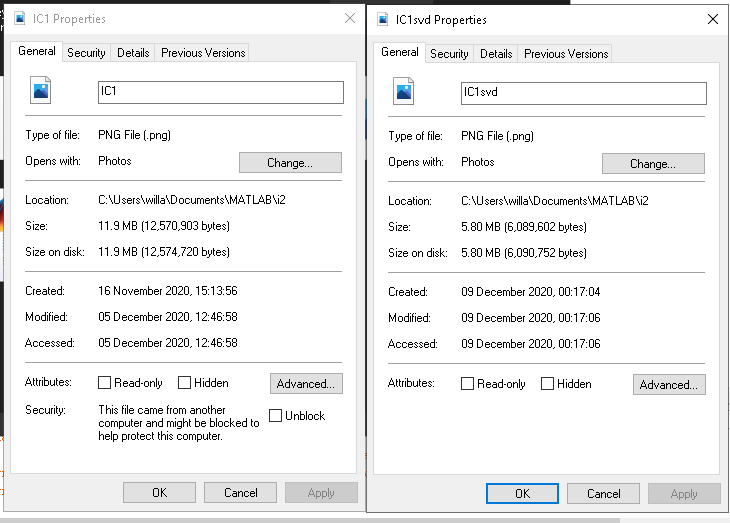 IC1 Properties
General Security Details Previous Versions
IC1
Type of file: PNG File (.png)
Opens with: Photos Change...
Location: C:\Users\willa\Documents\MATLAB\i2
Size: 11.9 MB (12,570,903 bytes)
Size on disk: 11.9 MB (12,574,720 bytes)
Created: 16 November 2020, 15:13:56
Modified: 05 December 2020, 12:46:58
Accessed: 05 December 2020, 12:46:58
Attributes: Read-only Hidden Advanced...
Security: This file came from another
computer and might be blocked to
help protect this computer.
Unblock
OK Cancel Apply
IC1svd Properties
General Security Details Previous Versions
IC1svd
Type of file: PNG File (.png)
Opens with: Photos Change...
Location: C:\Users\willa\Documents\MATLAB\i2
Size: 5.80 MB (6,089,602 bytes)
Size on disk: 5.80 MB (6,090,752 bytes)
Created: 09 December 2020, 00:17:04
Modified: 09 December 2020, 00:17:06
Accessed: 09 December 2020, 00:17:06
Attributes: Read-only Hidden Advanced...
OK Cancel Apply